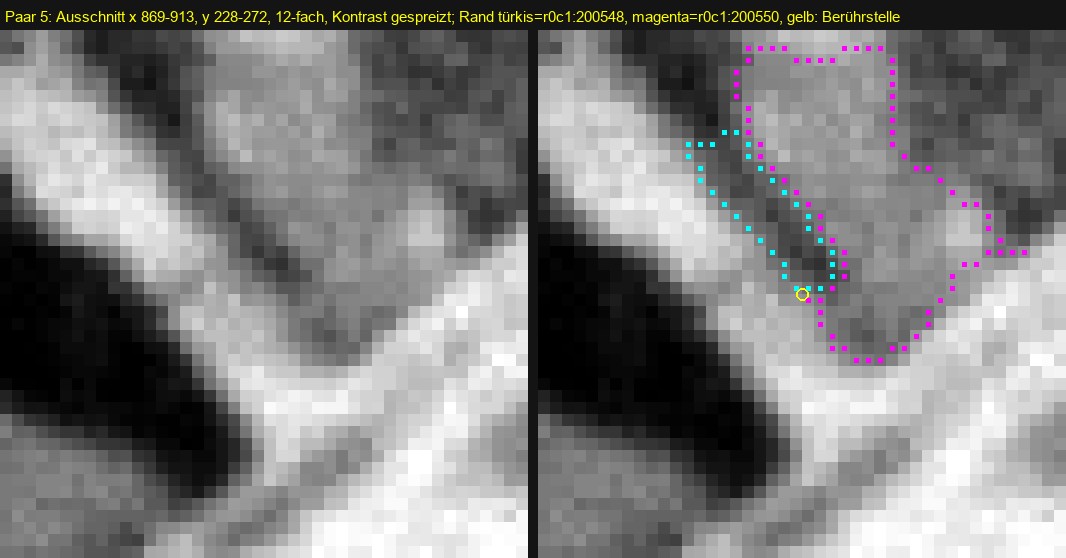 Paar 5: Ausschnitt x 869-913, y 228-272, 12-fach, Kontrast gespreizt; Rand türkis=r0c1:200548, magenta=r0c1:200550, gelb: Berührstelle